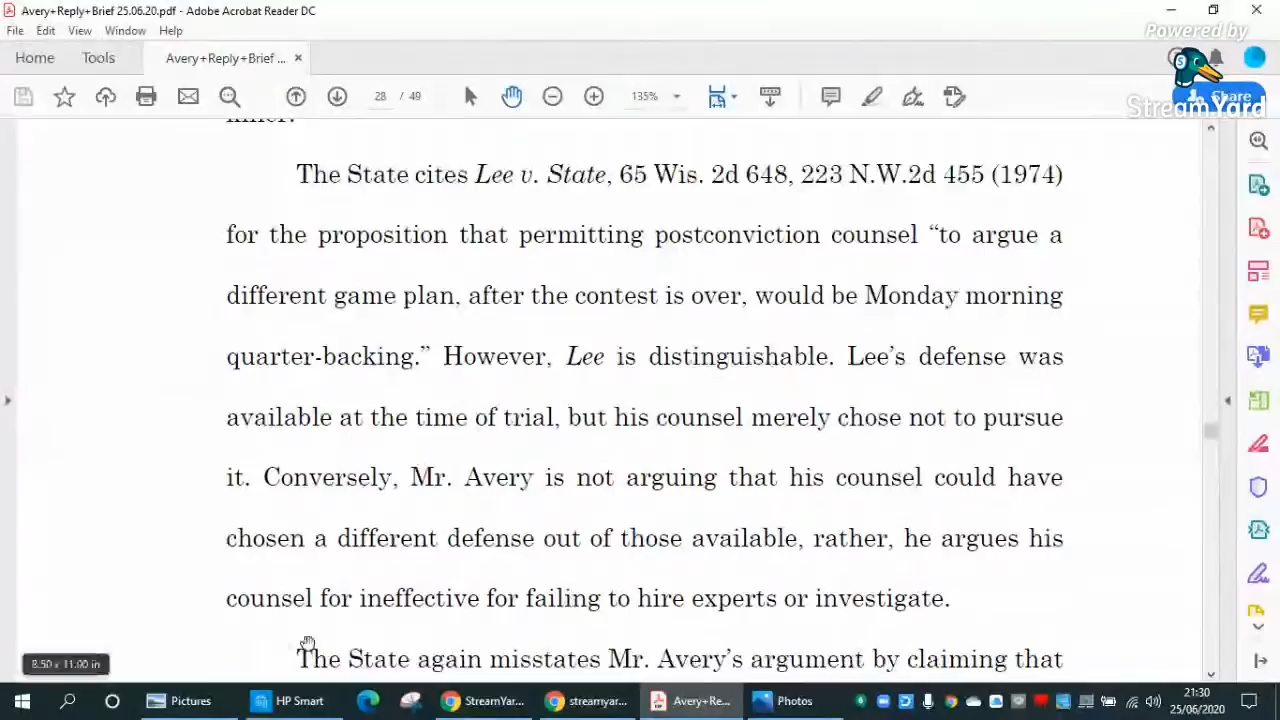 Avery+Reply+Brief 25.06.20.pdf - Adobe Acrobat Reader DC
File Edit View Window Help
Powered by
Home Tools Avery+Reply+Brief ... ×
28 / 49 135% Share
StreamYard
The State cites Lee v. State, 65 Wis. 2d 648, 223 N.W.2d 455 (1974)
for the proposition that permitting postconviction counsel “to argue a
different game plan, after the contest is over, would be Monday morning
quarter-backing.” However, Lee is distinguishable. Lee’s defense was
available at the time of trial, but his counsel merely chose not to pursue
it. Conversely, Mr. Avery is not arguing that his counsel could have
chosen a different defense out of those available, rather, he argues his
counsel for ineffective for failing to hire experts or investigate.
The State again misstates Mr. Avery’s argument by claiming that
8.50 x 11.00 in
Pictures HP Smart StreamYar... streamyar... Avery+Re... Photos 21:30
25/06/2020